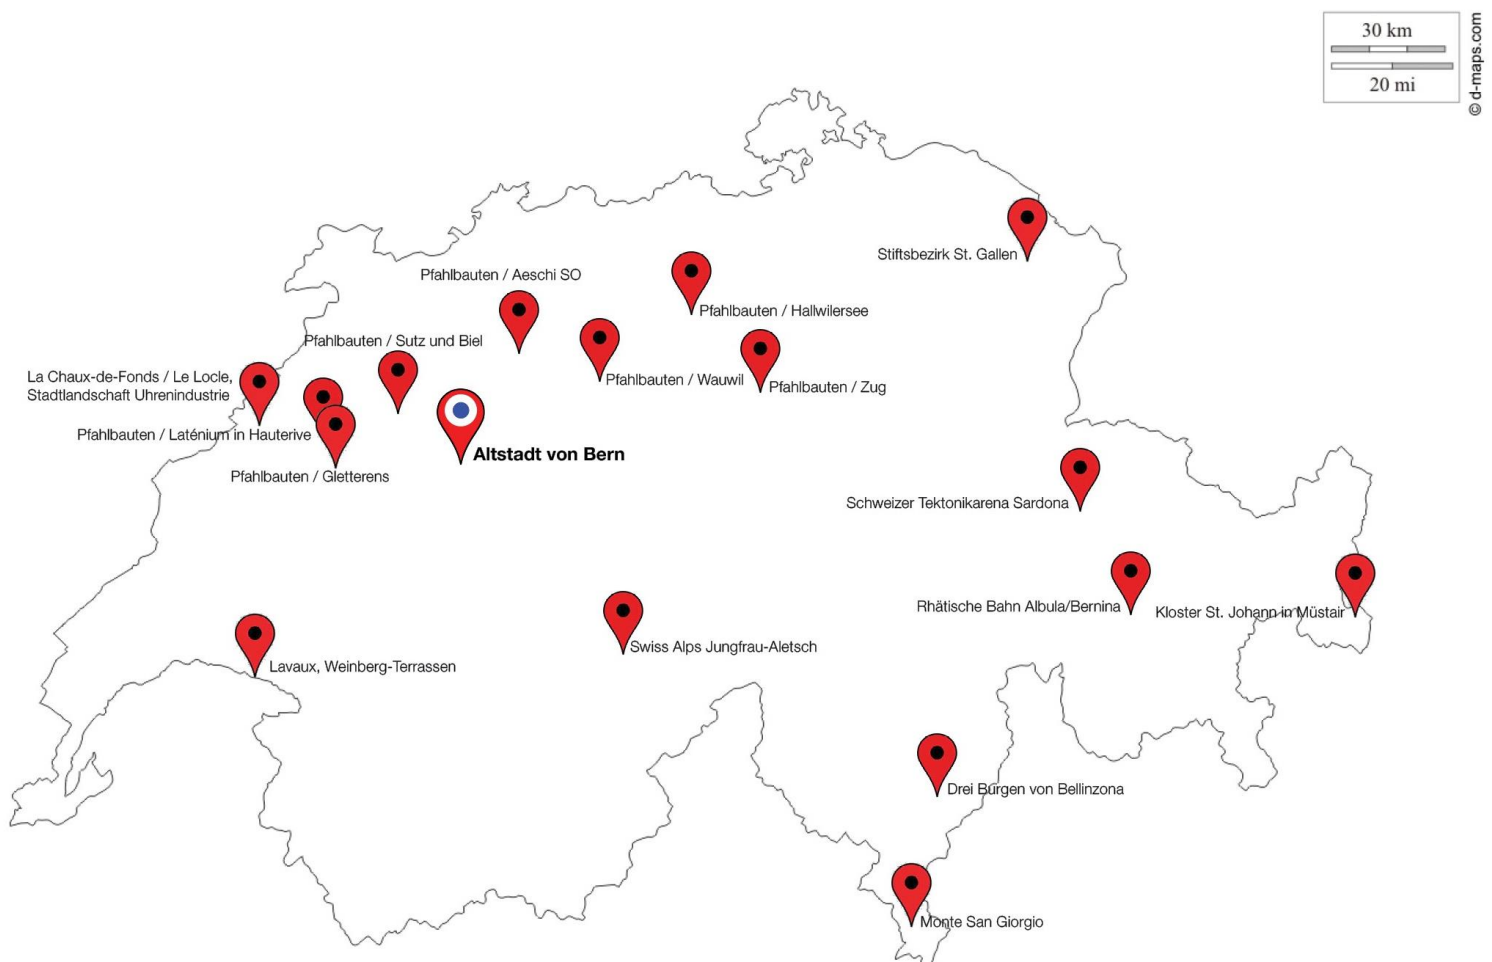 30 km
20 mi
© d-maps.com
Stiftsbezirk St. Gallen
Pfahlbauten / Aeschi SO
Pfahlbauten / Hallwilersee
Pfahlbauten / Sutz und Biel
La Chaux-de-Fonds / Le Locle,
Stadtlandschaft Uhrenindustrie
Pfahlbauten / Wauwil
Pfahlbauten / Zug
Pfahlbauten / Laténium in Hauterive
Altstadt von Bern
Pfahlbauten / Gletterens
Schweizer Tektonikarena Sardona
Rhätische Bahn Albula/Bernina
Kloster St. Johann in Müstair
Swiss Alps Jungfrau-Aletsch
Lavaux, Weinberg-Terrassen
Drei Burgen von Bellinzona
Monte San Giorgio